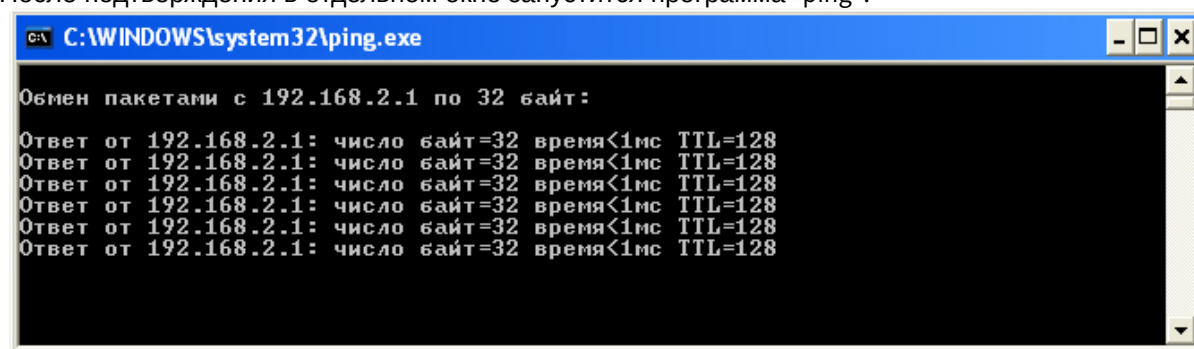 После подтверждения в отдельном окне запустится программа "ping".
C:\WINDOWS\system32\ping.exe
Обмен пакетами с 192.168.2.1 по 32 байт:
Ответ от 192.168.2.1: число байт=32 время<1мс TTL=128
Ответ от 192.168.2.1: число байт=32 время<1мс TTL=128
Ответ от 192.168.2.1: число байт=32 время<1мс TTL=128
Ответ от 192.168.2.1: число байт=32 время<1мс TTL=128
Ответ от 192.168.2.1: число байт=32 время<1мс TTL=128
Ответ от 192.168.2.1: число байт=32 время<1мс TTL=128